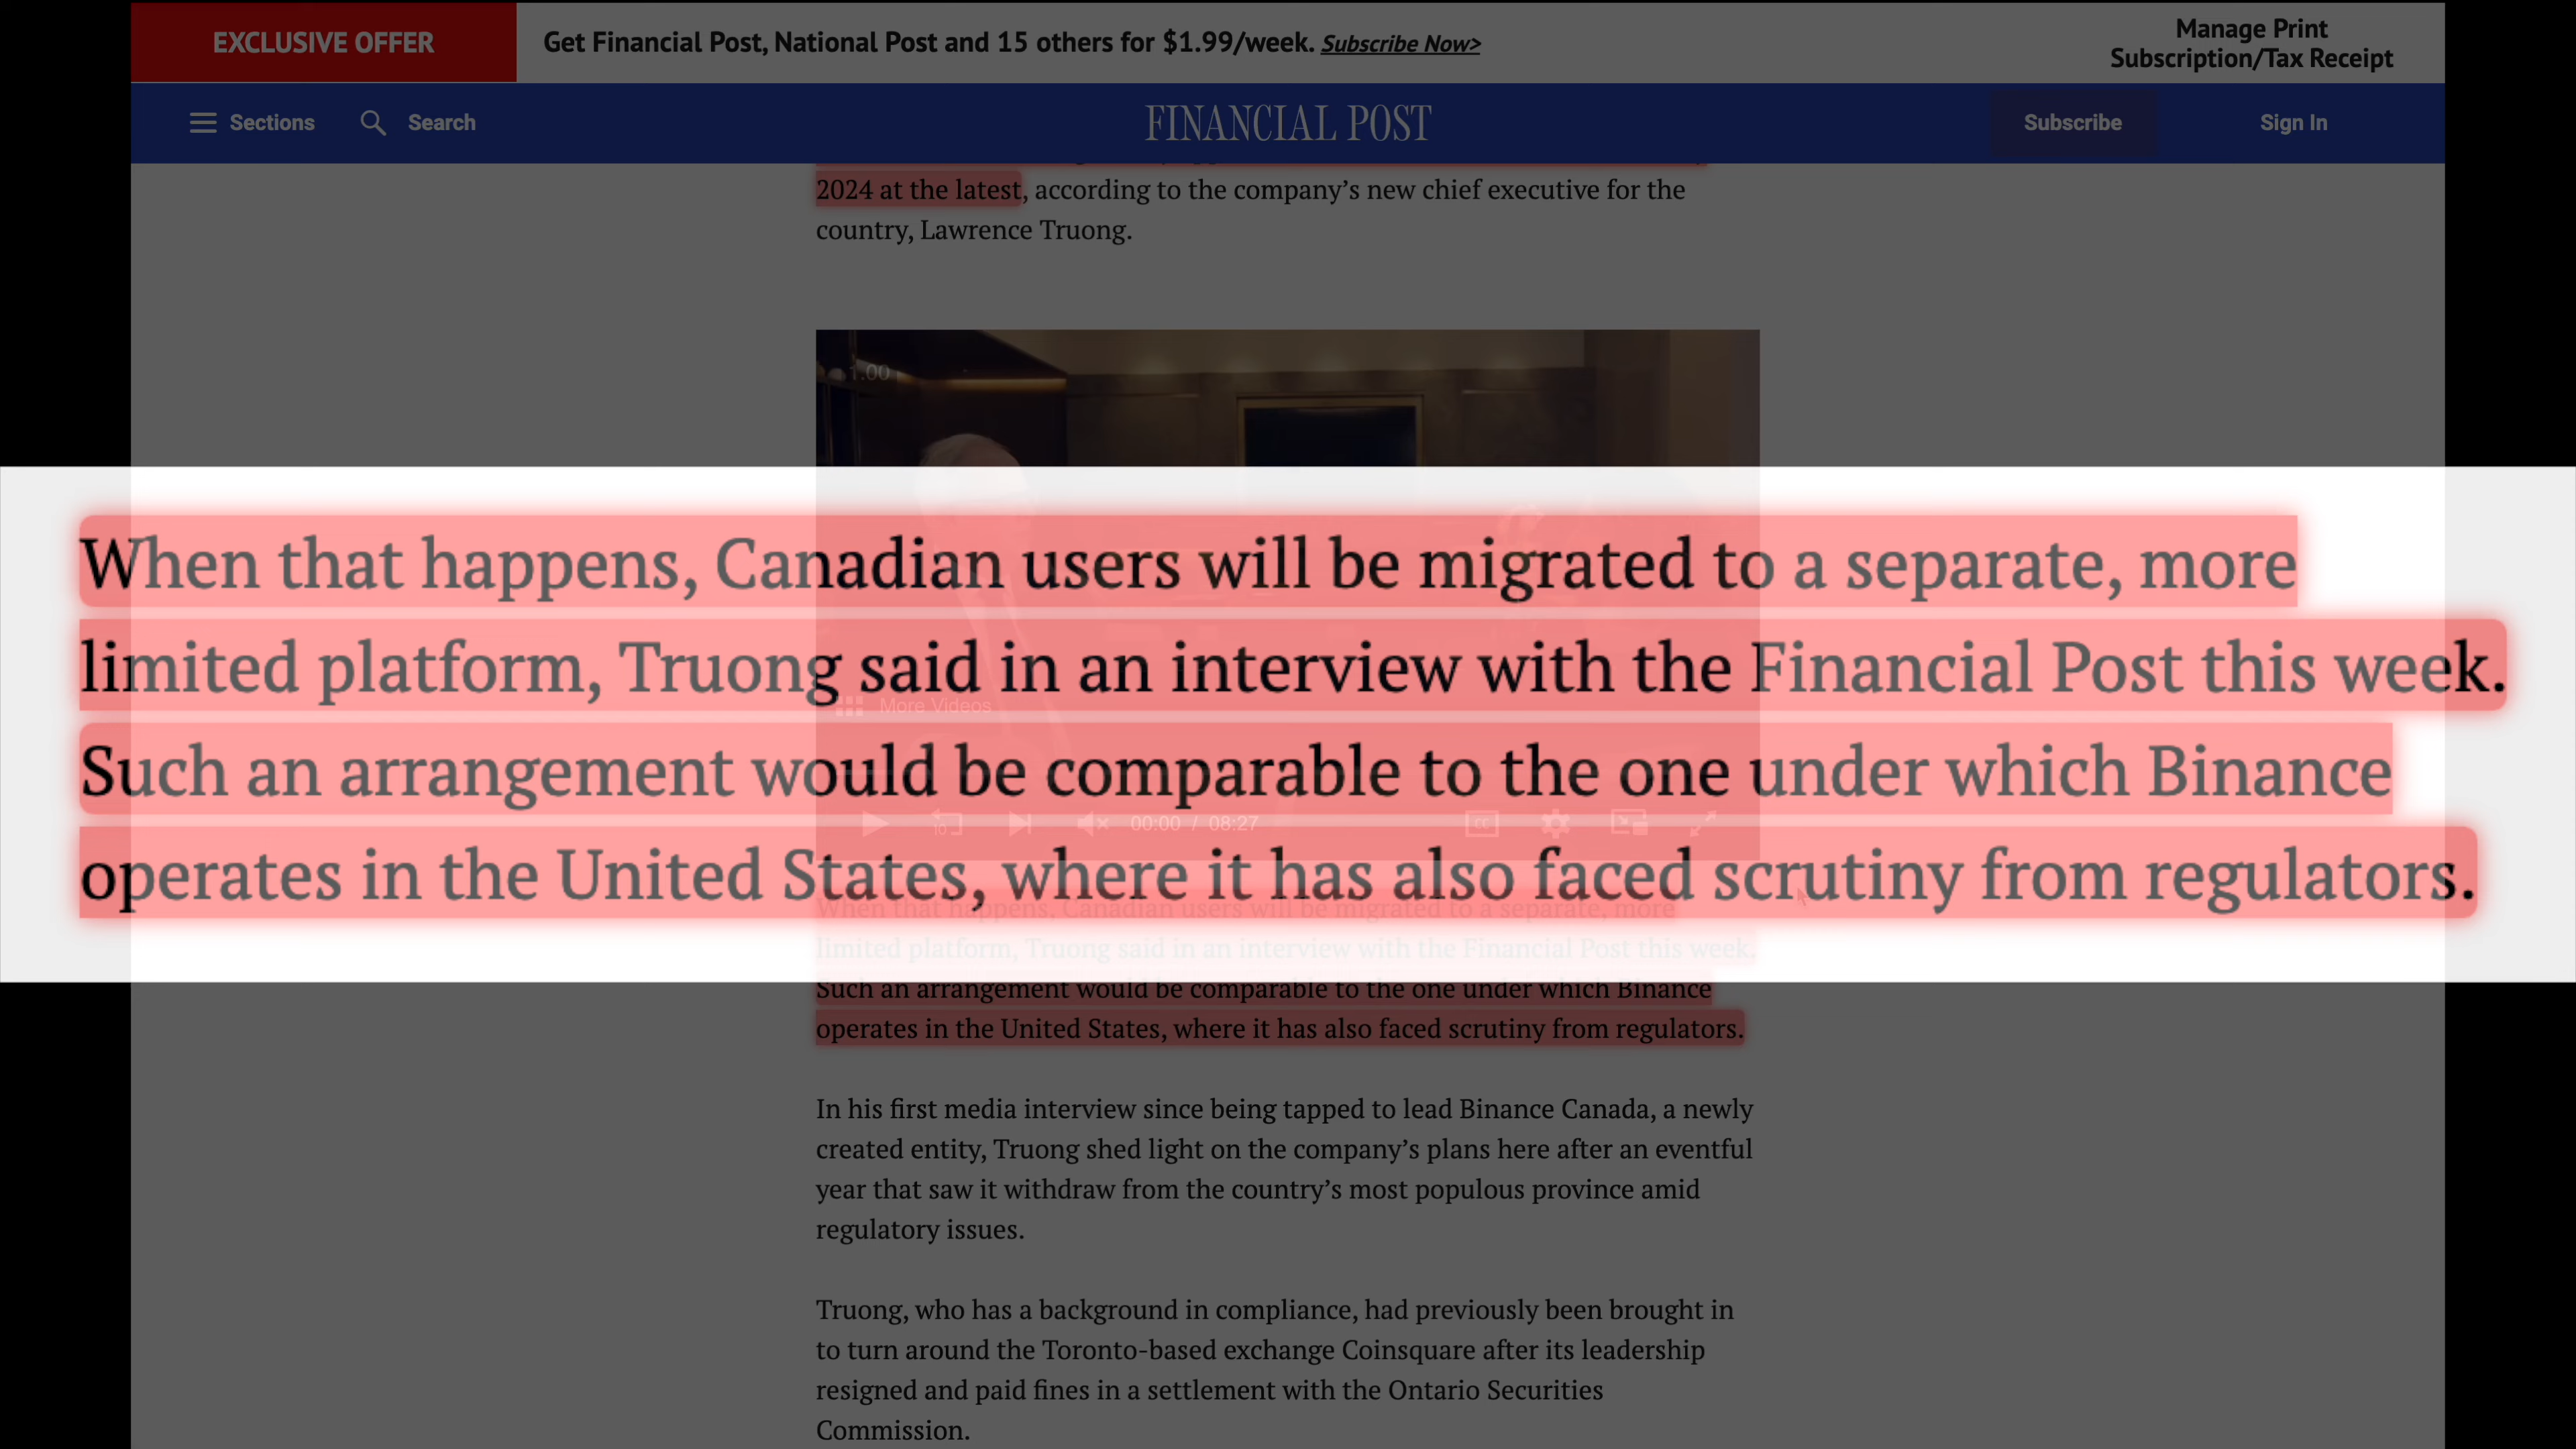 EXCLUSIVE OFFER
Get Financial Post, National Post and 15 others for $1.99/week. Subscribe Now>
Manage Print
Subscription/Tax Receipt
Sections
Search
FINANCIAL POST
Subscribe
Sign In
2024 at the latest, according to the company's new chief executive for the
country, Lawrence Truong.
1.00
When that happens, Canadian users will be migrated to a separate, more
limited platform, Truong said in an interview with the Financial Post this week.
More Videos
Such an arrangement would be comparable to the one under which Binance
10
00:00 / 08:27
CC
operates in the United States, where it has also faced scrutiny from regulators.
When that happens, Canadian users will be migrated to a separate, more
limited platform, Truong said in an interview with the Financial Post this week.
Such an arrangement would be comparable to the one under which Binance
operates in the United States, where it has also faced scrutiny from regulators.
In his first media interview since being tapped to lead Binance Canada, a newly
created entity, Truong shed light on the company's plans here after an eventful
year that saw it withdraw from the country's most populous province amid
regulatory issues.
Truong, who has a background in compliance, had previously been brought in
to turn around the Toronto-based exchange Coinsquare after its leadership
resigned and paid fines in a settlement with the Ontario Securities
Commission.